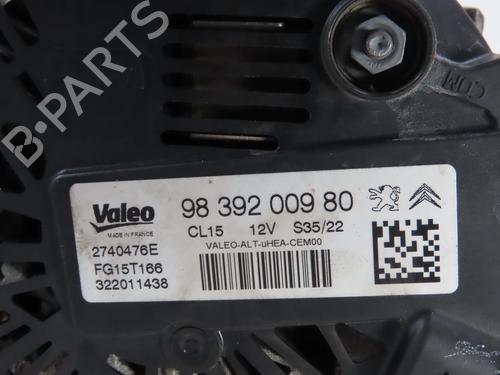 B-PARTS
COM
Valeo
MADE IN FRANCE
98 392 009 80
CL15 12V S35/22
VALEO-ALT-uHEA-CEM00
2740476E
FG15T166
322011438